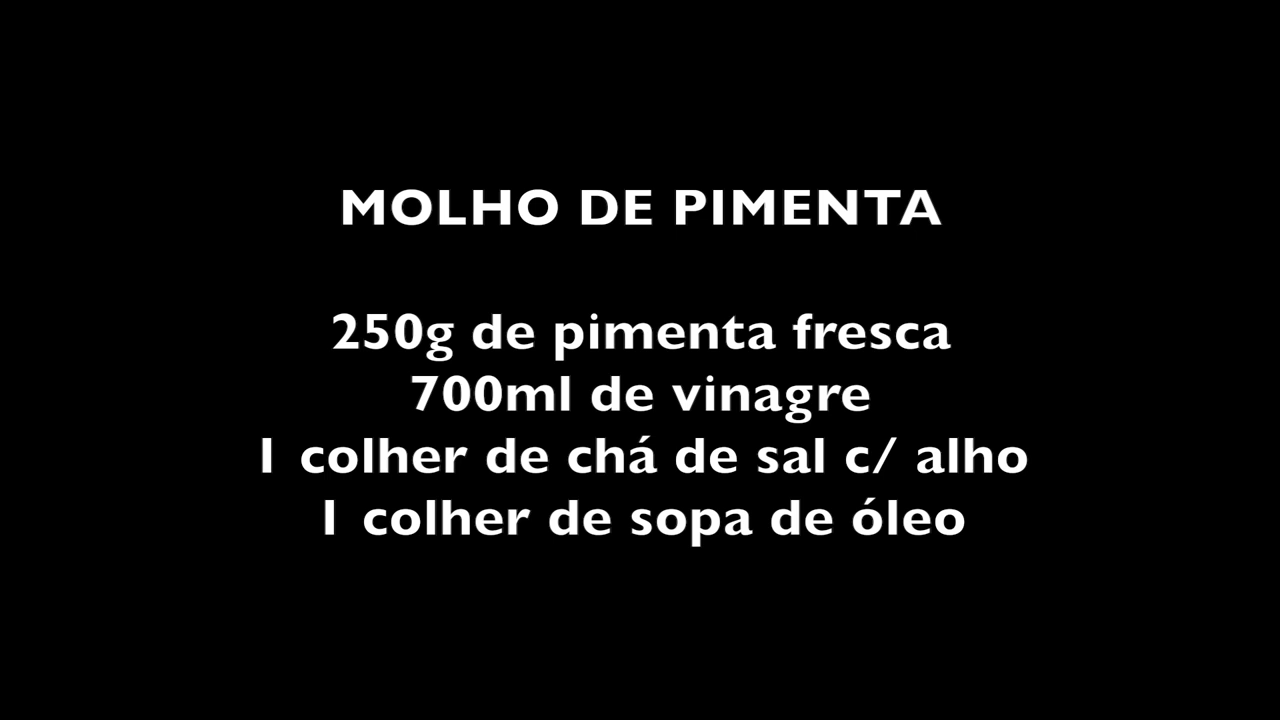 MOLHO DE PIMENTA
250g de pimenta fresca
700ml de vinagre
1 colher de chá de sal c/ alho
1 colher de sopa de óleo